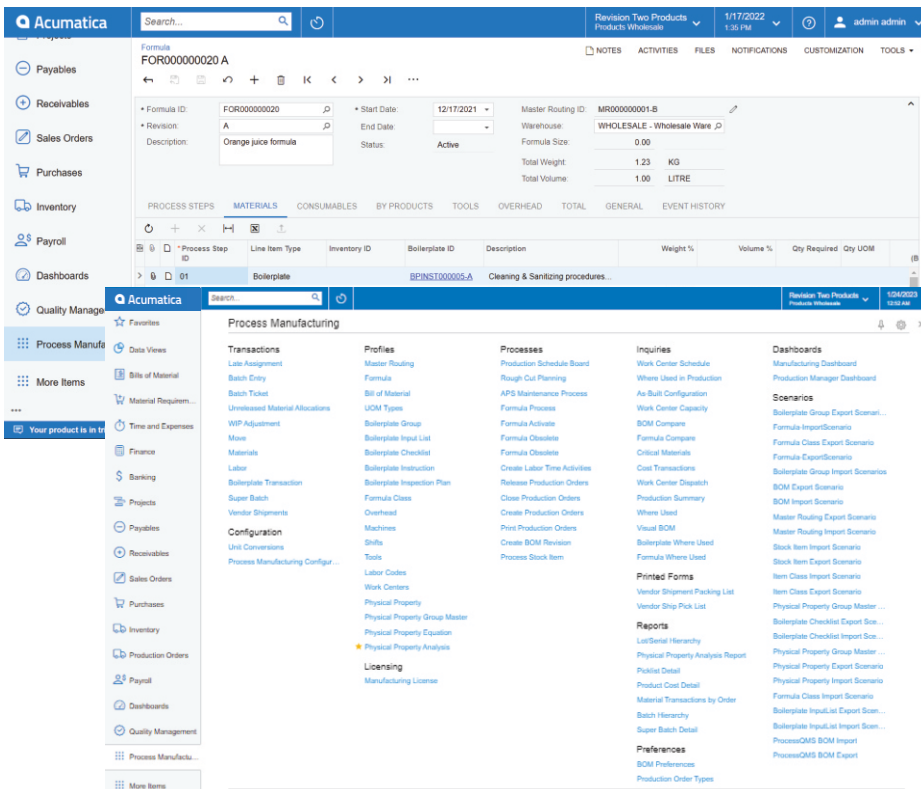 Acumatica
Search...
Revision Two Products
Products Wholesale
1/17/2022
1:35 PM
admin admin
Payables
Receivables
Sales Orders
Purchases
Inventory
Payroll
Dashboards
Quality Manage
Process Manufa
More Items
Your product is in tri
Formula
FOR000000020 A
NOTES ACTIVITIES FILES NOTIFICATIONS CUSTOMIZATION TOOLS
* Formula ID: FOR000000020 * Start Date: 12/17/2021 Master Routing ID: MR000000001-B
* Revision: A End Date: Warehouse: WHOLESALE - Wholesale Ware
Description: Orange juice formula Status: Active Formula Size: 0.00
Total Weight: 1.23 KG
Total Volume: 1.00 LITRE
PROCESS STEPS MATERIALS CONSUMABLES BY PRODUCTS TOOLS OVERHEAD TOTAL GENERAL EVENT HISTORY
*Process Step ID Line Item Type Inventory ID Boilerplate ID Description Weight % Volume % Qty Required Qty UOM (B
01 Boilerplate BPINST000005-A Cleaning & Sanitizing procedures...
Acumatica
Search...
Revision Two Products
Products Wholesale
1/24/2023
12:52 AM
Favorites
Data Views
Bills of Material
Material Requirem...
Time and Expenses
Finance
Banking
Projects
Payables
Receivables
Sales Orders
Purchases
Inventory
Production Orders
Payroll
Dashboards
Quality Management
Process Manufactu...
More Items
Process Manufacturing
Transactions
Late Assignment
Batch Entry
Batch Ticket
Unreleased Material Allocations
WIP Adjustment
Move
Materials
Labor
Boilerplate Transaction
Super Batch
Vendor Shipments
Configuration
Unit Conversions
Process Manufacturing Configur...
Profiles
Master Routing
Formula
Bill of Material
UOM Types
Boilerplate Group
Boilerplate Input List
Boilerplate Checklist
Boilerplate Instruction
Boilerplate Inspection Plan
Formula Class
Overhead
Machines
Shifts
Tools
Labor Codes
Work Centers
Physical Property
Physical Property Group Master
Physical Property Equation
Physical Property Analysis
Licensing
Manufacturing License
Processes
Production Schedule Board
Rough Cut Planning
APS Maintenance Process
Formula Process
Formula Activate
Formula Obsolete
Formula Obsolete
Create Labor Time Activities
Release Production Orders
Close Production Orders
Create Production Orders
Print Production Orders
Create BOM Revision
Process Stock Item
Inquiries
Work Center Schedule
Where Used in Production
As-Built Configuration
Work Center Capacity
BOM Compare
Formula Compare
Critical Materials
Cost Transactions
Work Center Dispatch
Production Summary
Where Used
Visual BOM
Boilerplate Where Used
Formula Where Used
Printed Forms
Vendor Shipment Packing List
Vendor Ship Pick List
Reports
Lot/Serial Hierarchy
Physical Property Analysis Report
Picklist Detail
Product Cost Detail
Material Transactions by Order
Batch Hierarchy
Super Batch Detail
Preferences
BOM Preferences
Production Order Types
Dashboards
Manufacturing Dashboard
Production Manager Dashboard
Scenarios
Boilerplate Group Export Scenari...
Formula-ImportScenario
Formula Class Export Scenario
Formula-ExportScenario
Boilerplate Group Import Scenarios
BOM Export Scenario
BOM Import Scenario
Master Routing Export Scenario
Master Routing Import Scenario
Stock Item Import Scenario
Stock Item Export Scenario
Item Class Import Scenario
Item Class Export Scenario
Physical Property Group Master ...
Boilerplate Checklist Export Sce...
Boilerplate Checklist Import Sce...
Physical Property Group Master ...
Physical Property Export Scenario
Physical Property Import Scenario
Formula Class Import Scenario
Boilerplate InputList Export Scen...
Boilerplate InputList Import Scen...
ProcessQMS BOM Import
ProcessQMS BOM Export